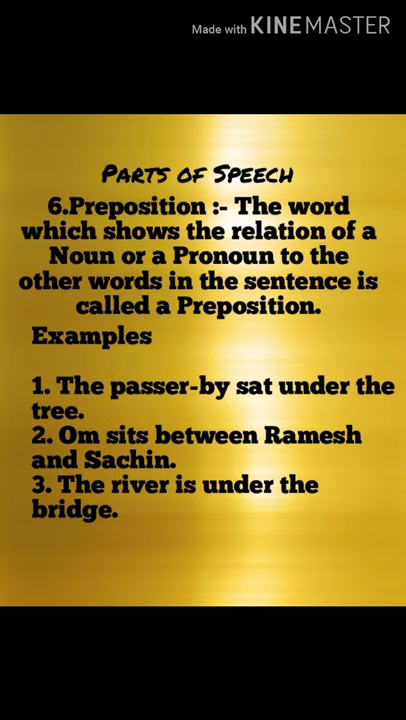 Made with KINEMASTER
Parts of Speech
6.Preposition :- The word
which shows the relation of a
Noun or a Pronoun to the
other words in the sentence is
called a Preposition.
Examples
1. The passer-by sat under the
tree.
2. Om sits between Ramesh
and Sachin.
3. The river is under the
bridge.